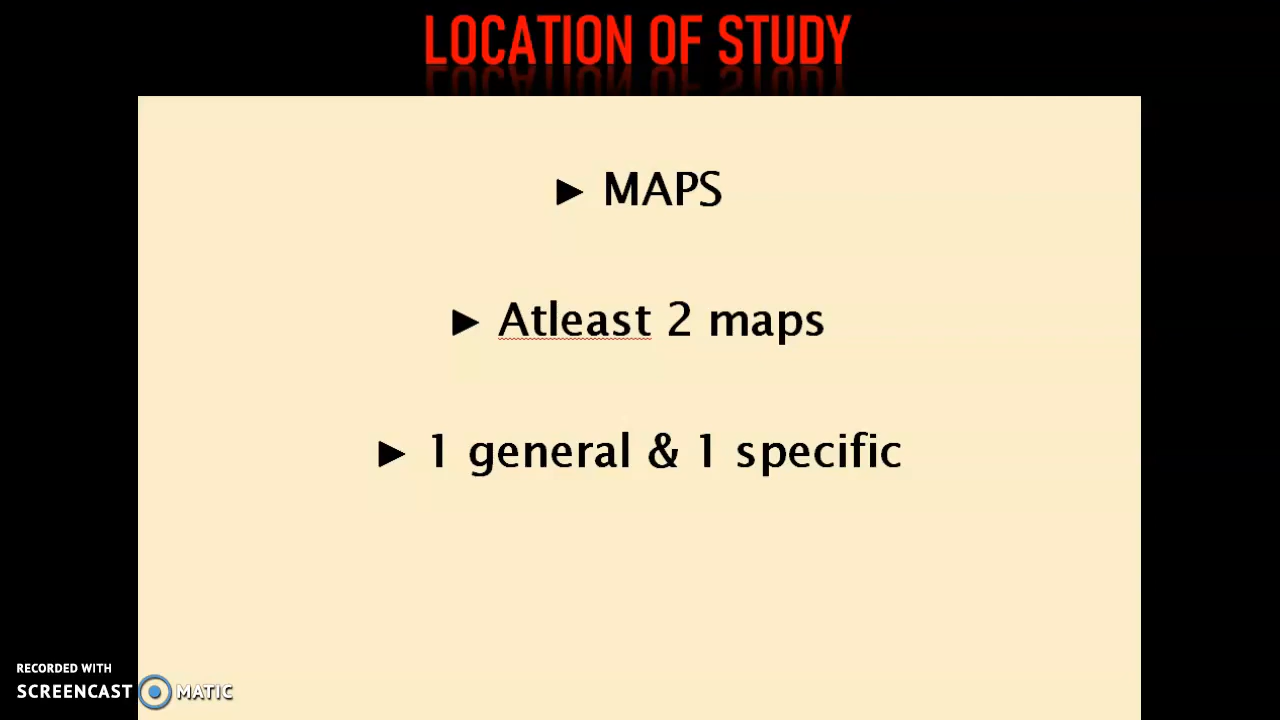 LOCATION OF STUDY
► MAPS
► Atleast 2 maps
► 1 general & 1 specific
RECORDED WITH
SCREENCAST MATIC